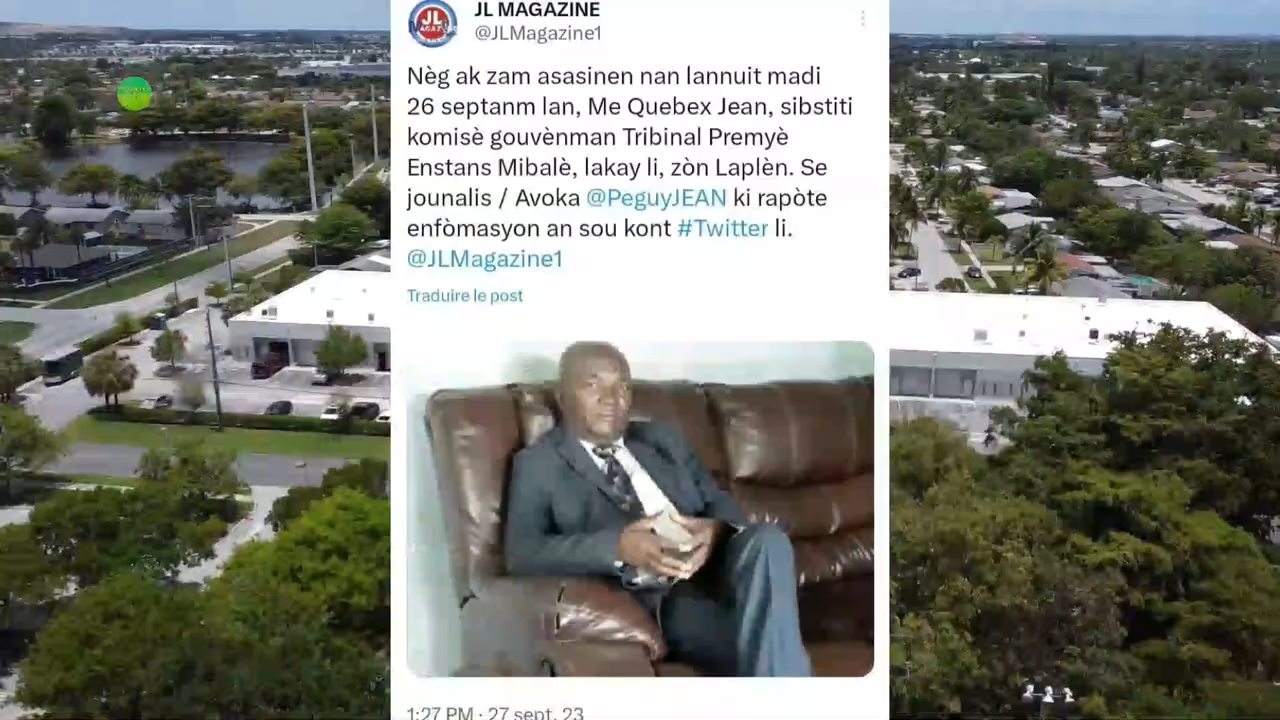 JL MAGAZINE
@JLMagazine1
Nèg ak zam asasinen nan lannuit madi
26 septanm lan, Me Quebex Jean, sibstiti
komisè gouvènman Tribinal Premyè
Enstans Mibalè, lakay li, zòn Laplèn. Se
jounalis / Avoka @PeguyJEAN ki rapòte
enfòmasyon an sou kont #Twitter li.
@JLMagazine1
Traduire le post
1:27 PM · 27 sept. 23